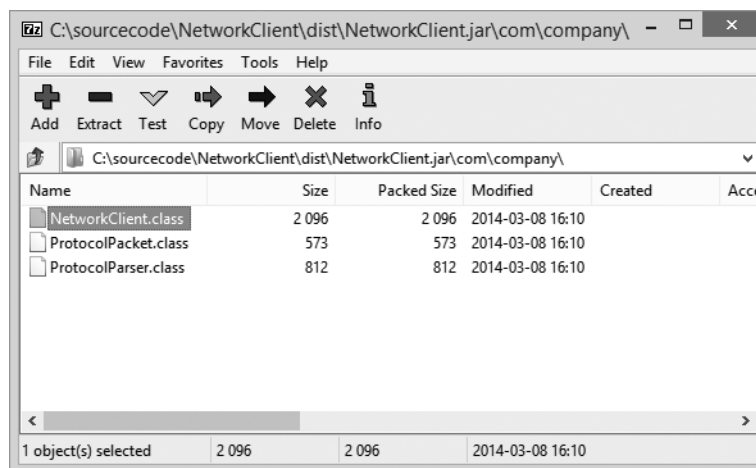 7z C:\sourcecode\NetworkClient\dist\NetworkClient.jar\com\company\
File Edit View Favorites Tools Help
Add Extract Test Copy Move Delete Info
C:\sourcecode\NetworkClient\dist\NetworkClient.jar\com\company\
Name Size Packed Size Modified Created Acce
NetworkClient.class 2 096 2 096 2014-03-08 16:10
ProtocolPacket.class 573 573 2014-03-08 16:10
ProtocolParser.class 812 812 2014-03-08 16:10
1 object(s) selected 2 096 2 096 2014-03-08 16:10